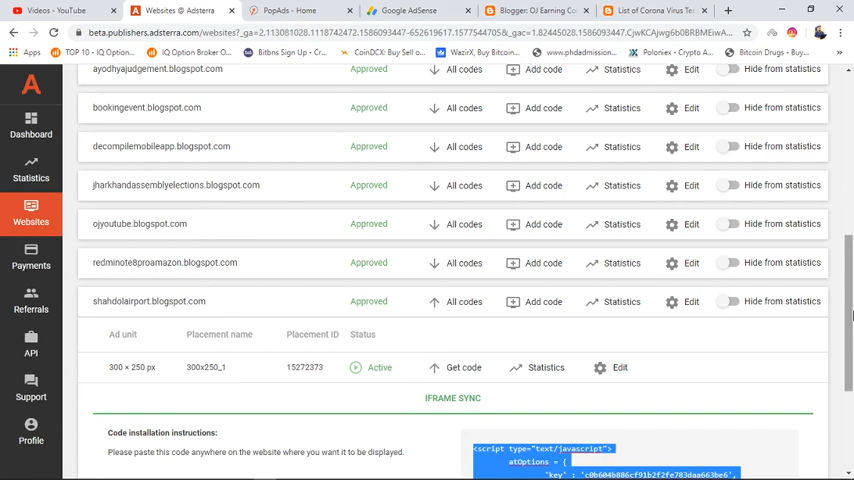 Videos - YouTube
Websites @ Adsterra
PopAds - Home
Google AdSense
Blogger: OJ Earning Co
List of Corona Virus Te
beta.publishers.adsterra.com/websites?_ga=2.113081028.1118742472.1586093447-652619617.1577544705&_gac=1.82445028.1586093447.CjwKCAjwg6b0BRBMEiwA...
Apps
TOP 10 - IQ Option...
IQ Option Broker O...
Bitbns Sign Up - Cr...
CoinDCX: Buy Sell o...
WazirX, Buy Bitcoin...
www.phdadmission...
Poloniex - Crypto A...
Bitcoin Drugs - Buy...
ayodhyajudgement.blogspot.com Approved All codes Add code Statistics Edit Hide from statistics
bookingevent.blogspot.com Approved All codes Add code Statistics Edit Hide from statistics
Dashboard
decompilemobileapp.blogspot.com Approved All codes Add code Statistics Edit Hide from statistics
Statistics
jharkhandassemblyelections.blogspot.com Approved All codes Add code Statistics Edit Hide from statistics
Websites
ojyoutube.blogspot.com Approved All codes Add code Statistics Edit Hide from statistics
Payments
redminote8proamazon.blogspot.com Approved All codes Add code Statistics Edit Hide from statistics
Referrals
shahdolairport.blogspot.com Approved All codes Add code Statistics Edit Hide from statistics
Ad unit Placement name Placement ID Status
API
300 × 250 px 300x250_1 15272373 Active Get code Statistics Edit
Support
IFRAME SYNC
Profile
Code installation instructions:
Please paste this code anywhere on the website where you want it to be displayed.
<script type="text/javascript">
atOptions = {
'key' : 'c0b604b886cf91b2f2fe783daa663be6',